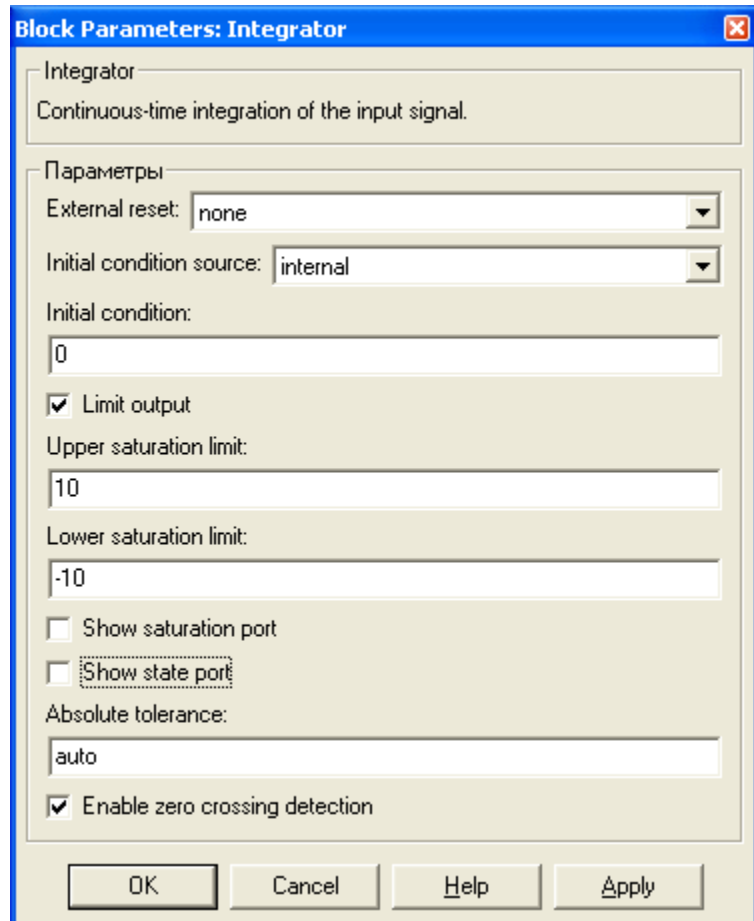 Block Parameters: Integrator
Integrator
Continuous-time integration of the input signal.
Параметры
External reset: none
Initial condition source: internal
Initial condition:
0
Limit output
Upper saturation limit:
10
Lower saturation limit:
-10
Show saturation port
Show state port
Absolute tolerance:
auto
Enable zero crossing detection
OK Cancel Help Apply